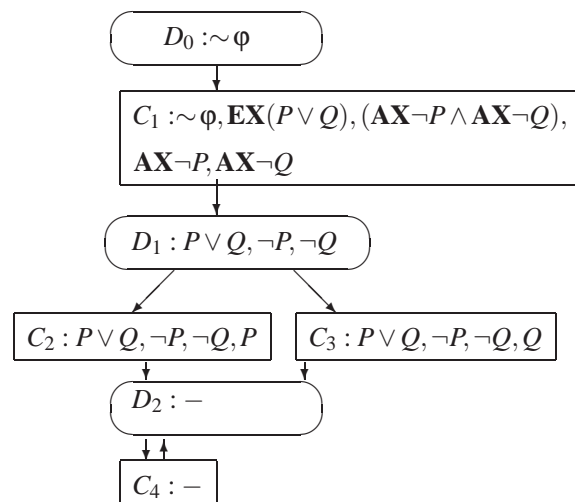 D₀ :∼ φ
C₁ :∼ φ, EX(P ∨ Q), (AX¬P ∧ AX¬Q),
AX¬P, AX¬Q
D₁ : P ∨ Q, ¬P, ¬Q
C₂ : P ∨ Q, ¬P, ¬Q, P
C₃ : P ∨ Q, ¬P, ¬Q, Q
D₂ : −
C₄ : −